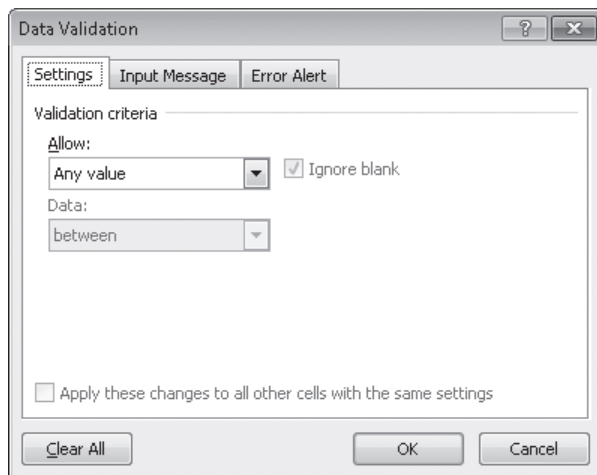 Data Validation
Settings Input Message Error Alert
Validation criteria
Allow:
Any value Ignore blank
Data:
between
Apply these changes to all other cells with the same settings
Clear All OK Cancel